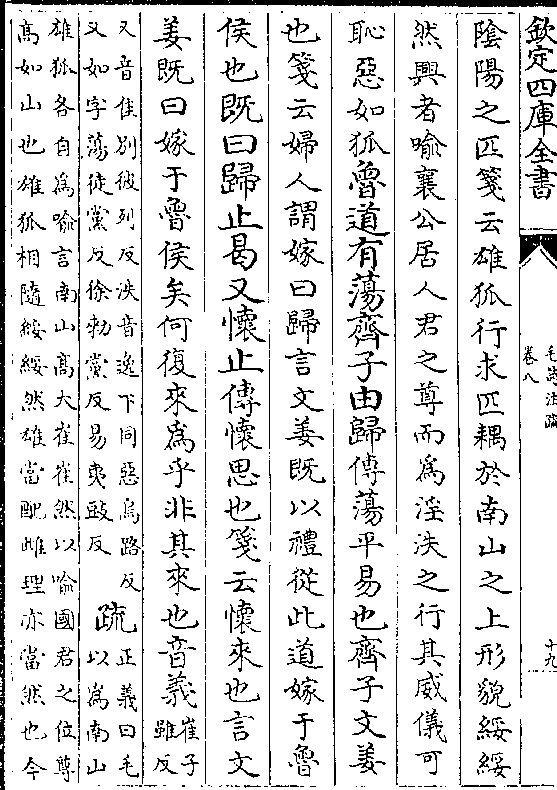 欽定四庫全書
毛詩注疏
卷八
十九
陰陽之匹箋云雄狐行求匹耦於南山之上形貌綏綏
然興者喻襄公居人君之尊而為淫泆之行其威儀可
恥惡如狐魯道有蕩齊子由歸傳蕩平易也齊子文姜
也箋云婦人謂嫁曰歸言文姜既以禮從此道嫁于魯
侯也既曰歸止曷又懷止傳懷思也箋云懷來也言文
姜既曰嫁于魯侯矣何復來為乎非其來也音義崔子
雖反
又音隹別彼列反泆音逸下同惡烏路反
又如字蕩徒黨反徐勅黨反易夷豉反
疏正義曰毛
以為南山
雄狐各自為喻言南山高大崔崔然以喻國君之位尊
高如山也雄狐相隨綏綏然雄當配雌理亦當然也今